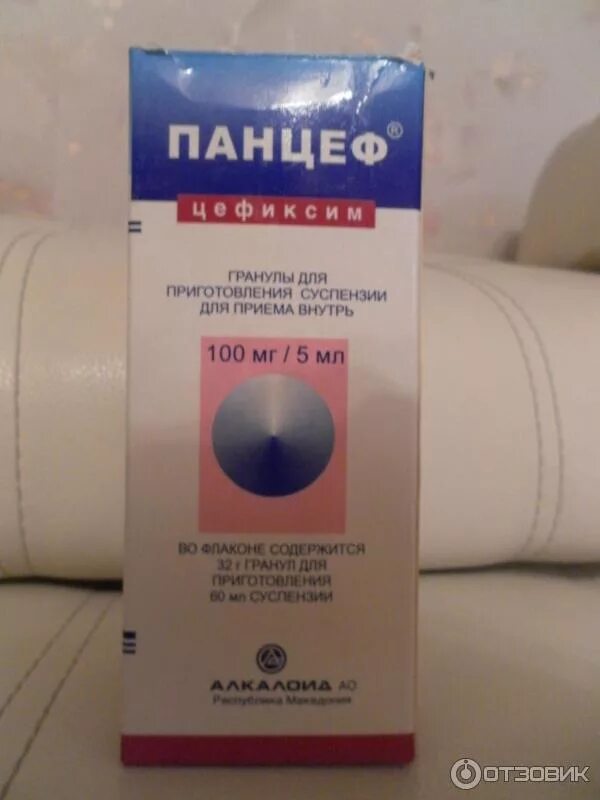 ПАНЦЕФ®
цефиксим
ГРАНУЛЫ ДЛЯ
ПРИГОТОВЛЕНИЯ СУСПЕНЗИИ
ДЛЯ ПРИЕМА ВНУТРЬ
100 мг / 5 мл
ВО ФЛАКОНЕ СОДЕРЖИТСЯ
32 г ГРАНУЛ ДЛЯ
ПРИГОТОВЛЕНИЯ
60 мл СУСПЕНЗИИ
АЛКАЛОИД АО
Республика Македония
ОТЗОВИК